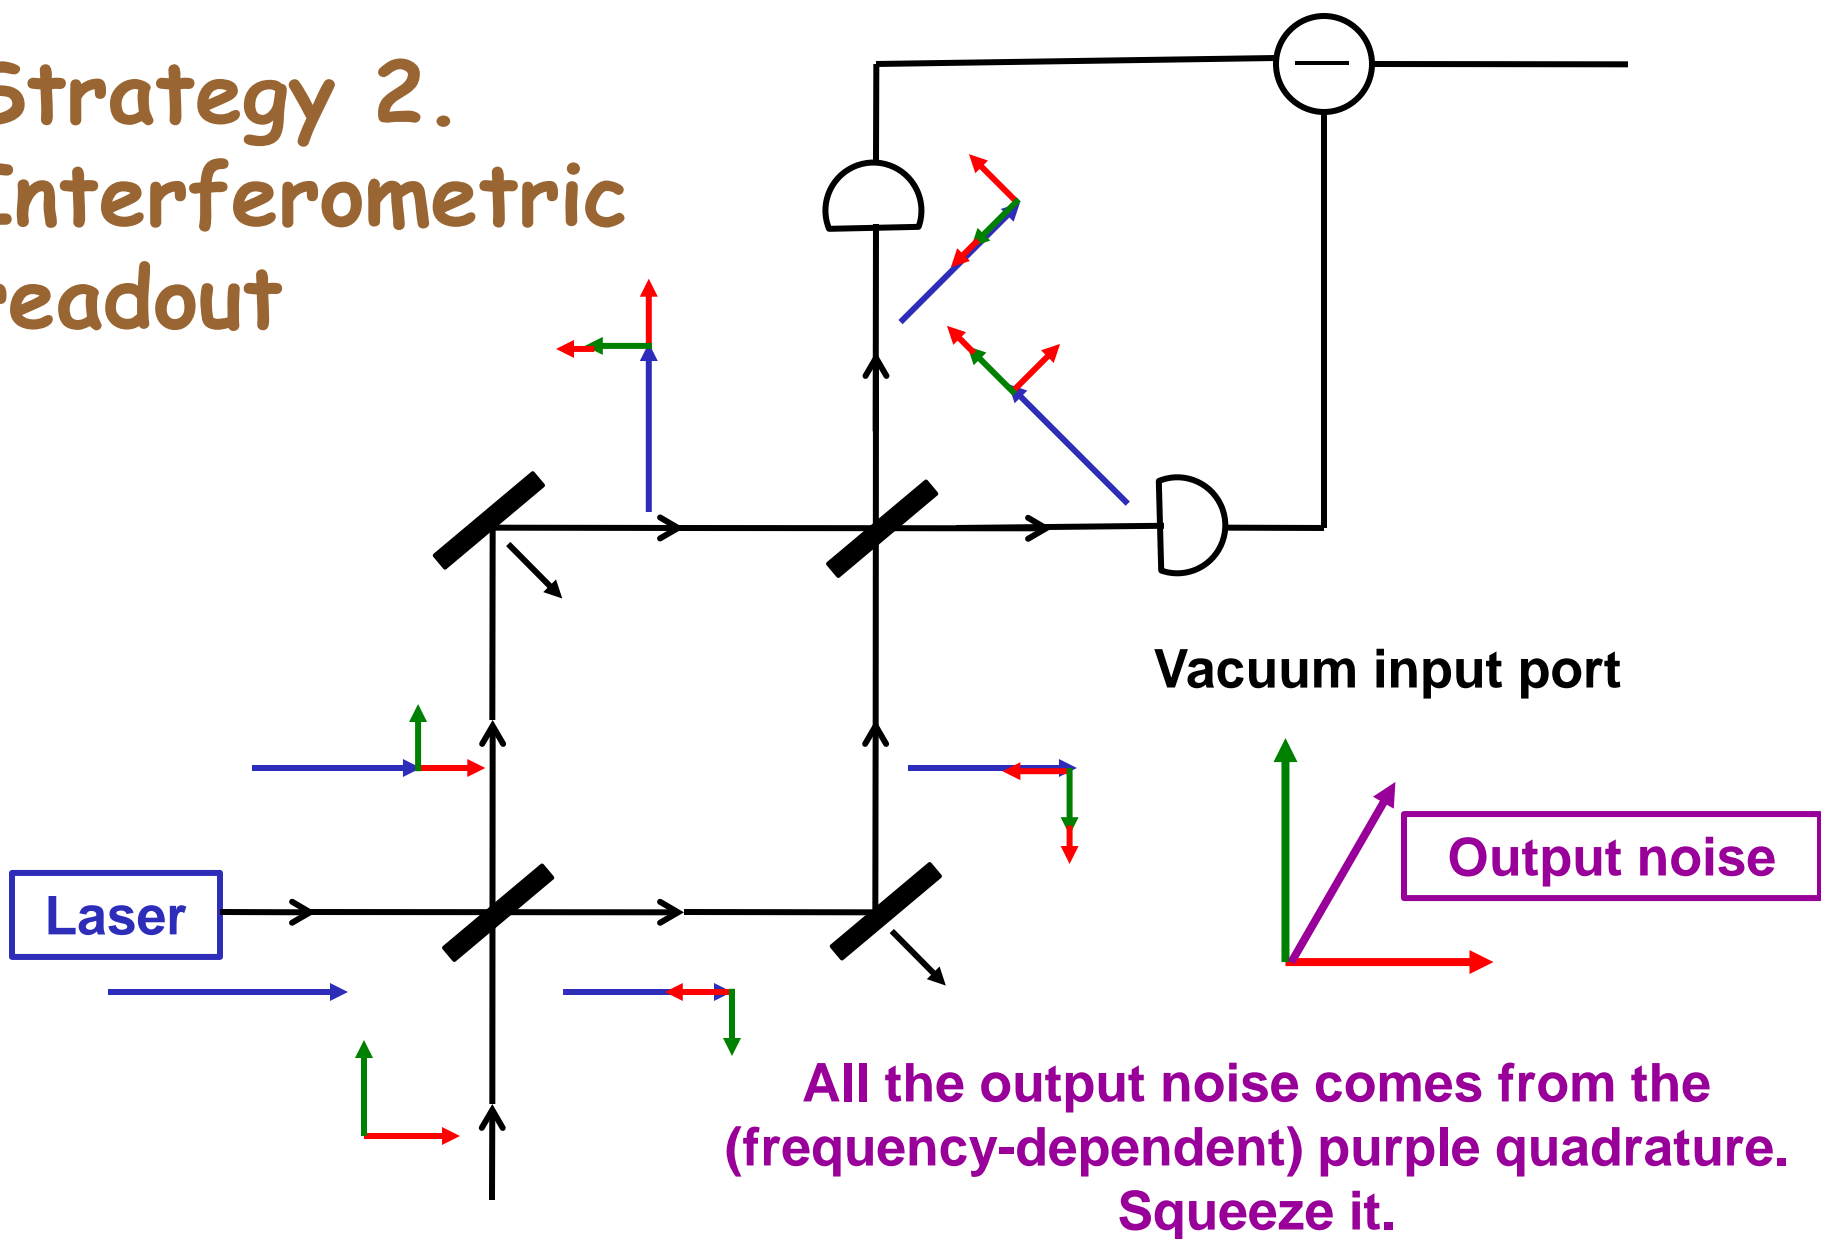 Strategy 2.
Interferometric
readout
Vacuum input port
Output noise
Laser
All the output noise comes from the
(frequency-dependent) purple quadrature.
Squeeze it.